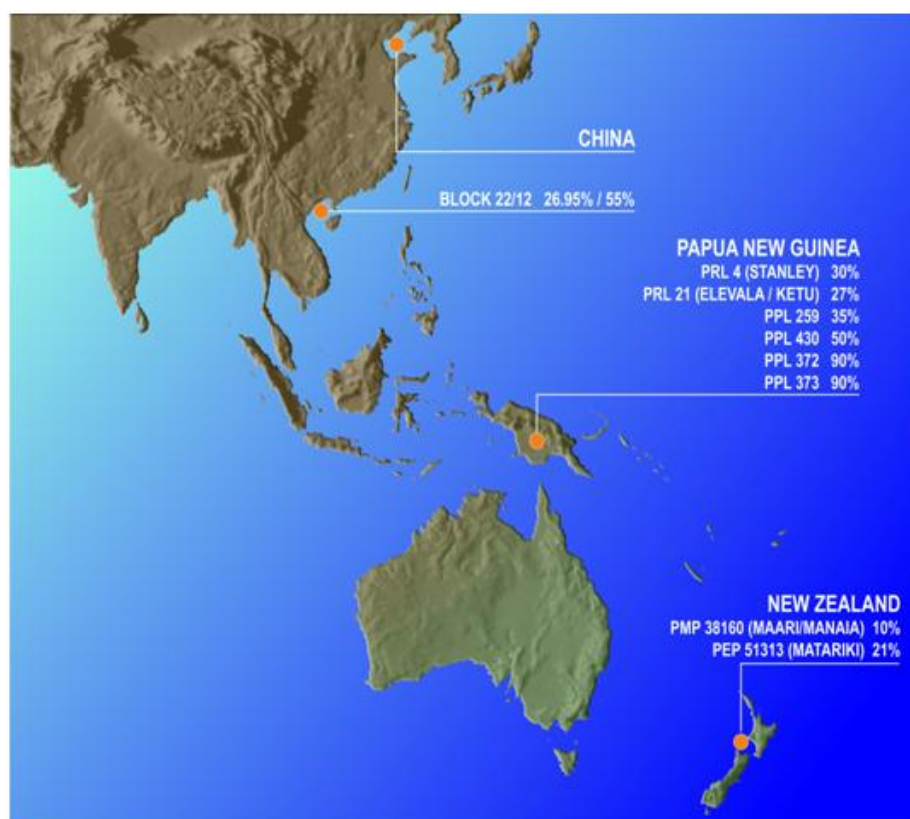 CHINA
BLOCK 22/12 26.95% / 55%
PAPUA NEW GUINEA
PRL 4 (STANLEY) 30%
PRL 21 (ELEVALA / KETU) 27%
PPL 259 35%
PPL 430 50%
PPL 372 90%
PPL 373 90%
NEW ZEALAND
PMP 38160 (MAARI/MANAIA) 10%
PEP 51313 (MATARIKI) 21%